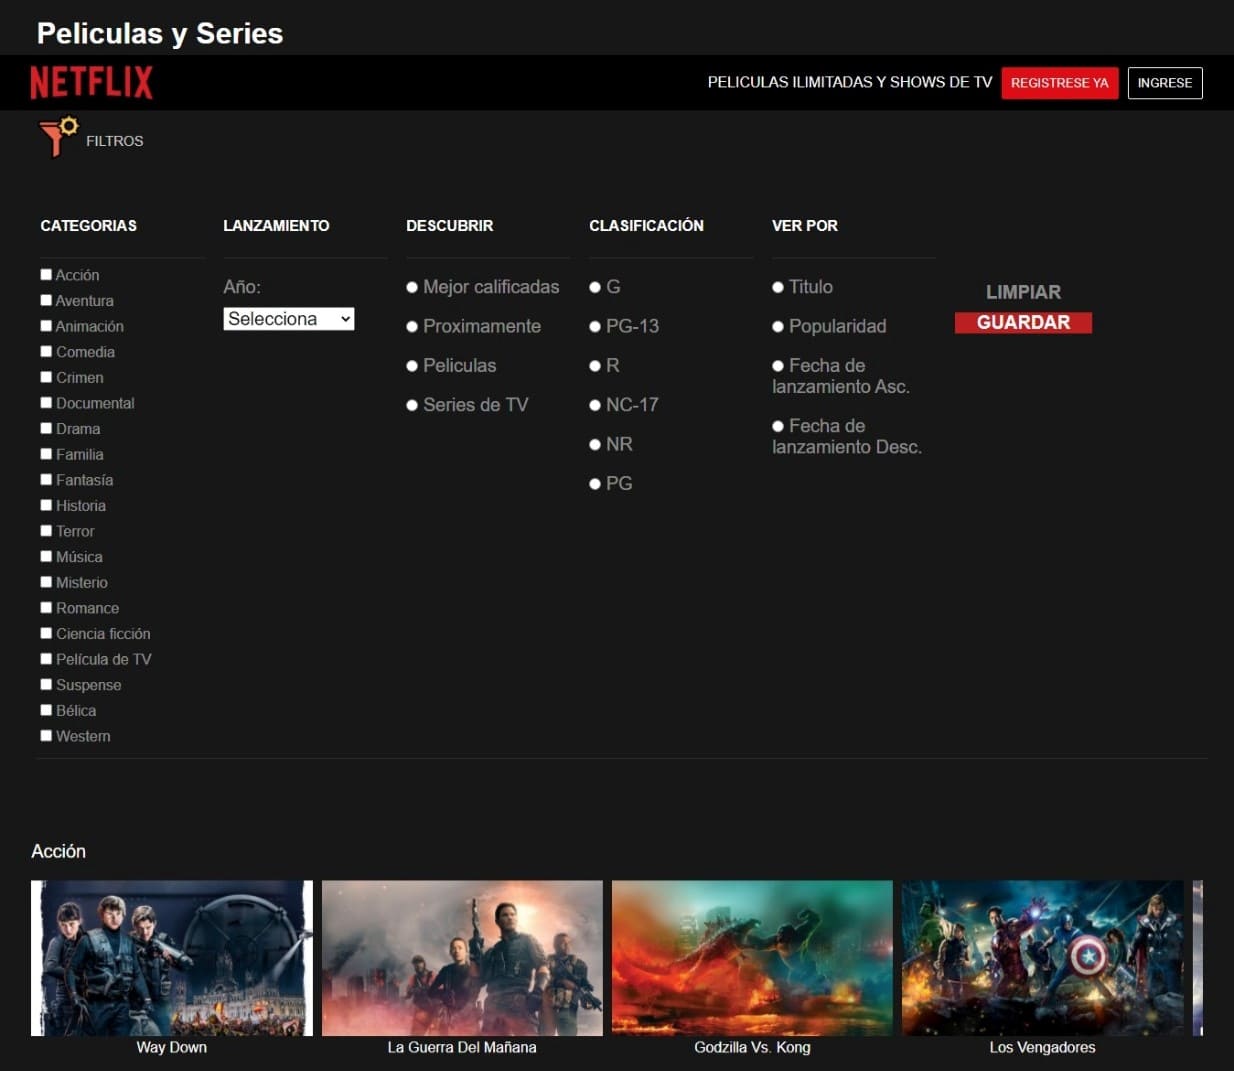 Peliculas y Series
NETFLIX
PELICULAS ILIMITADAS Y SHOWS DE TV
REGISTRESE YA
INGRESE
FILTROS
CATEGORIAS
Acción
Aventura
Animación
Comedia
Crimen
Documental
Drama
Familia
Fantasía
Historia
Terror
Música
Misterio
Romance
Ciencia ficción
Película de TV
Suspense
Bélica
Western
LANZAMIENTO
Año:
Selecciona
DESCUBRIR
Mejor calificadas
Proximamente
Peliculas
Series de TV
CLASIFICACIÓN
G
PG-13
R
NC-17
NR
PG
VER POR
Titulo
Popularidad
Fecha de
lanzamiento Asc.
Fecha de
lanzamiento Desc.
LIMPIAR
GUARDAR
Acción
Way Down
La Guerra Del Mañana
Godzilla Vs. Kong
Los Vengadores